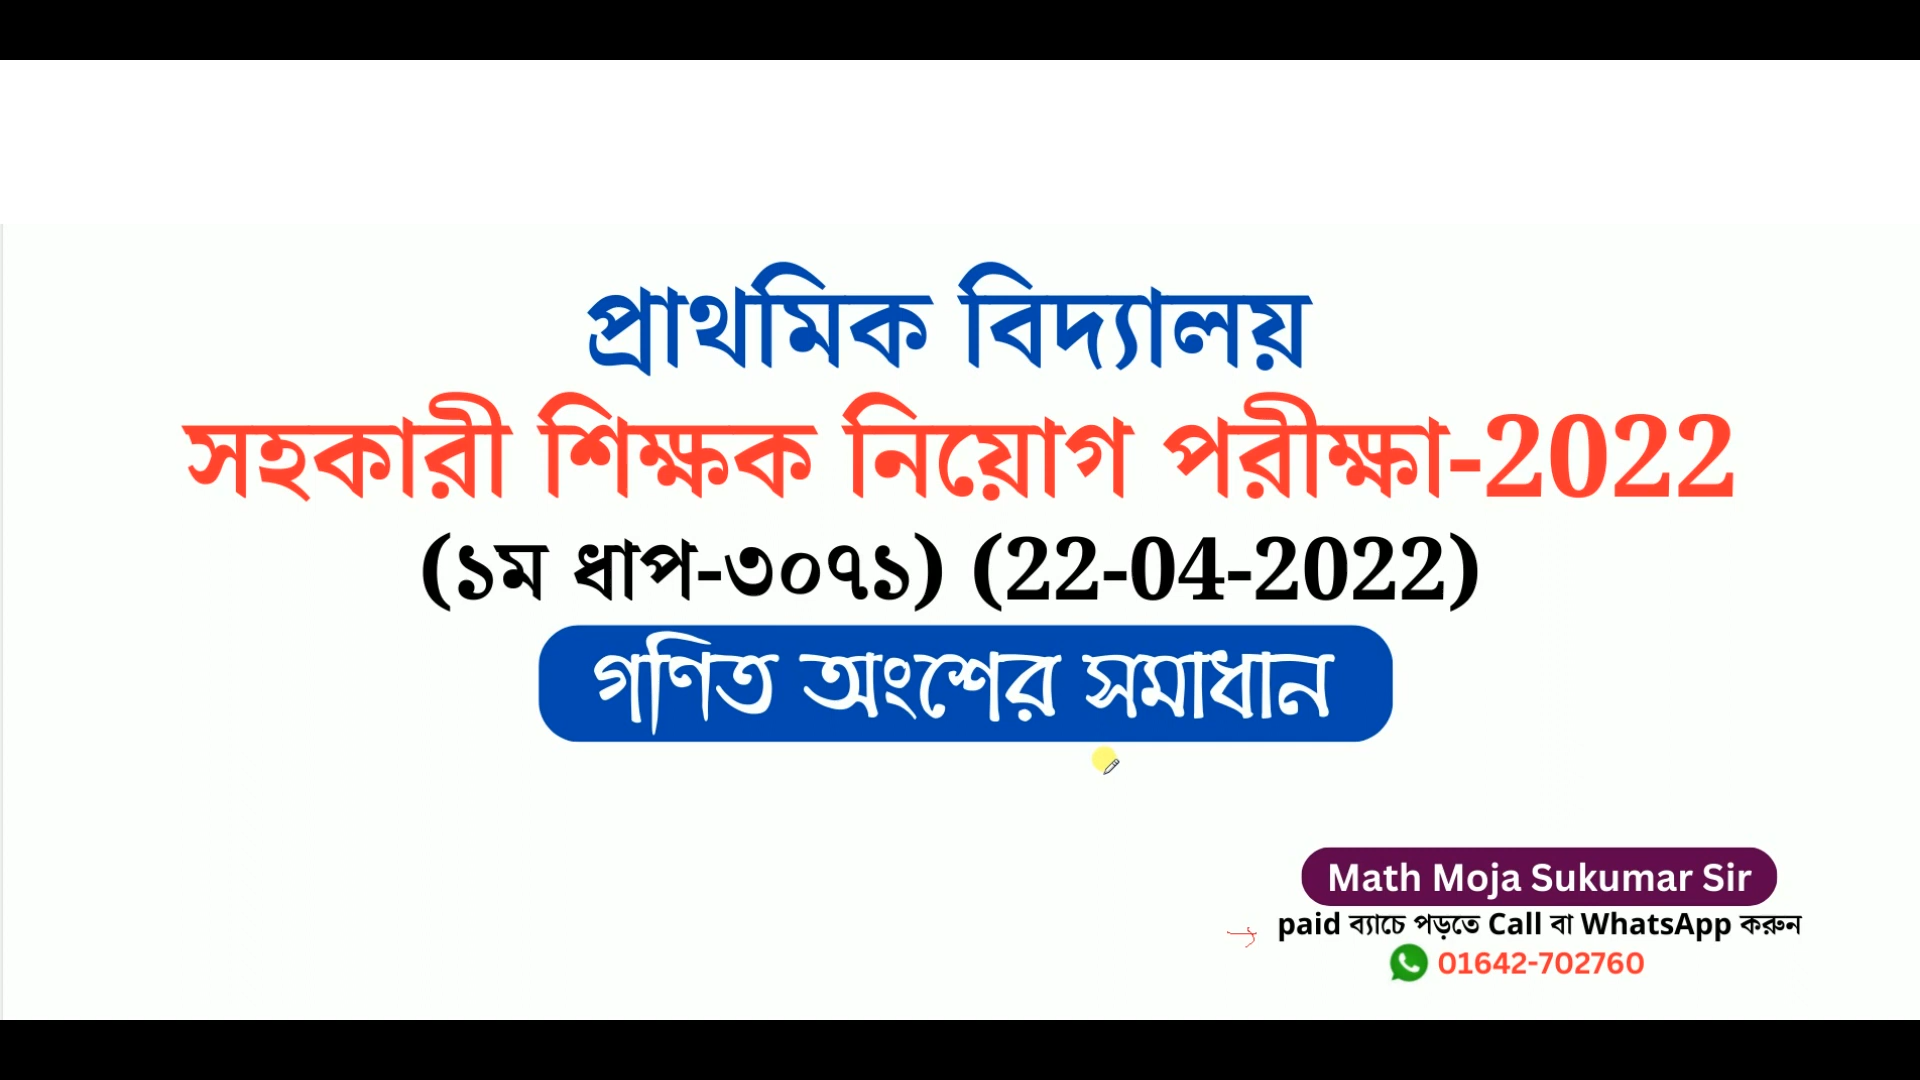 প্রাথমিক বিদ্যালয়
সহকারী শিক্ষক নিয়োগ পরীক্ষা-2022
(১ম ধাপ-৩০৭১) (22-04-2022)
গণিত অংশের সমাধান
Math Moja Sukumar Sir
paid ব্যাচে পড়তে Call বা WhatsApp করুন
01642-702760